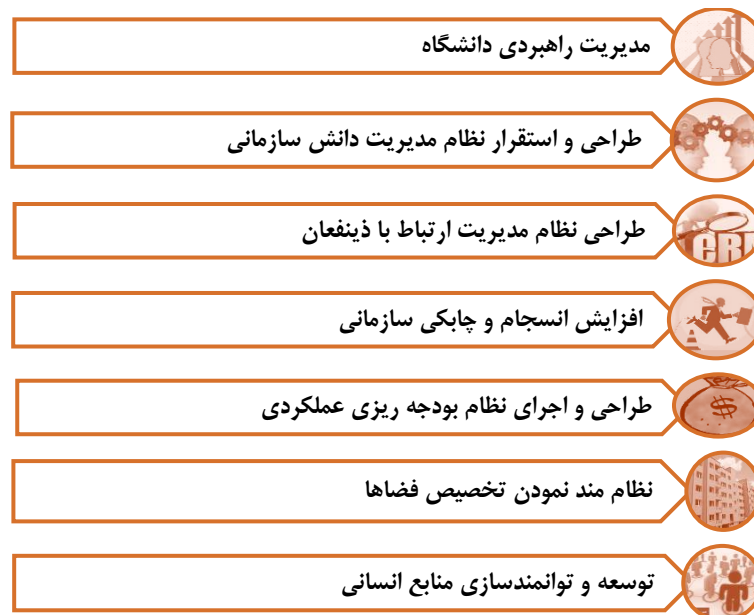 مدیریت راهبردی دانشگاه
طراحی و استقرار نظام مدیریت دانش سازمانی
طراحی نظام مدیریت ارتباط با ذینفعان
افزایش انسجام و چابکی سازمانی
طراحی و اجرای نظام بودجه ریزی عملکردی
نظام مند نمودن تخصیص فضاها
توسعه و توانمندسازی منابع انسانی